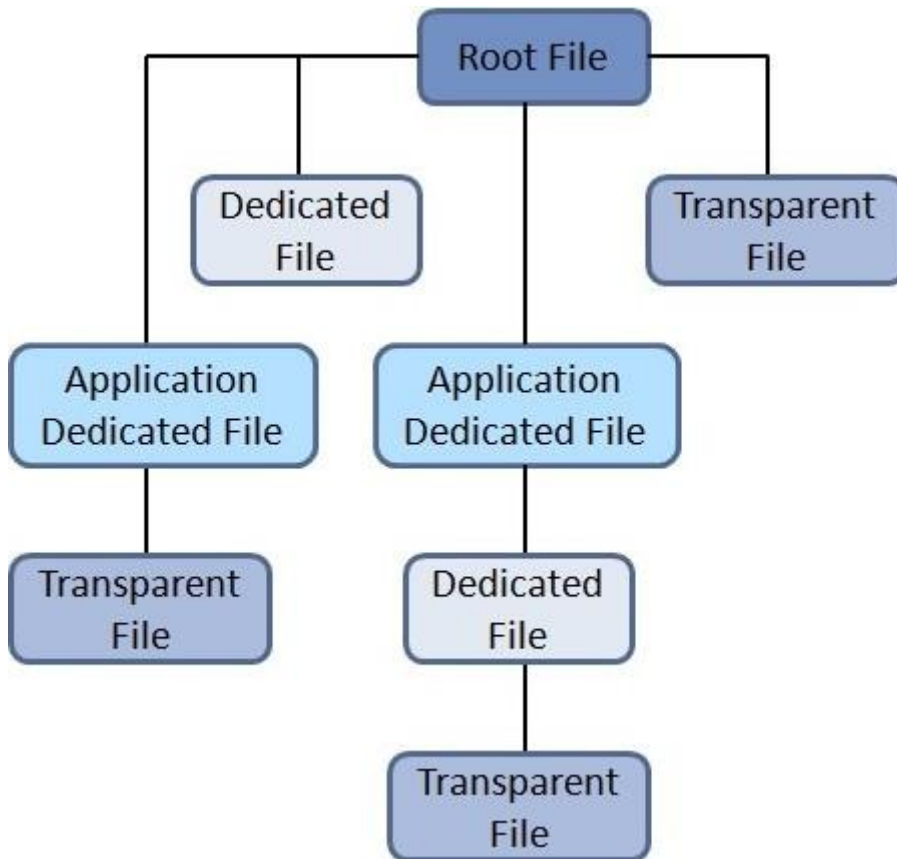 Root File
Dedicated
File
Transparent
File
Application
Dedicated File
Application
Dedicated File
Transparent
File
Dedicated
File
Transparent
File